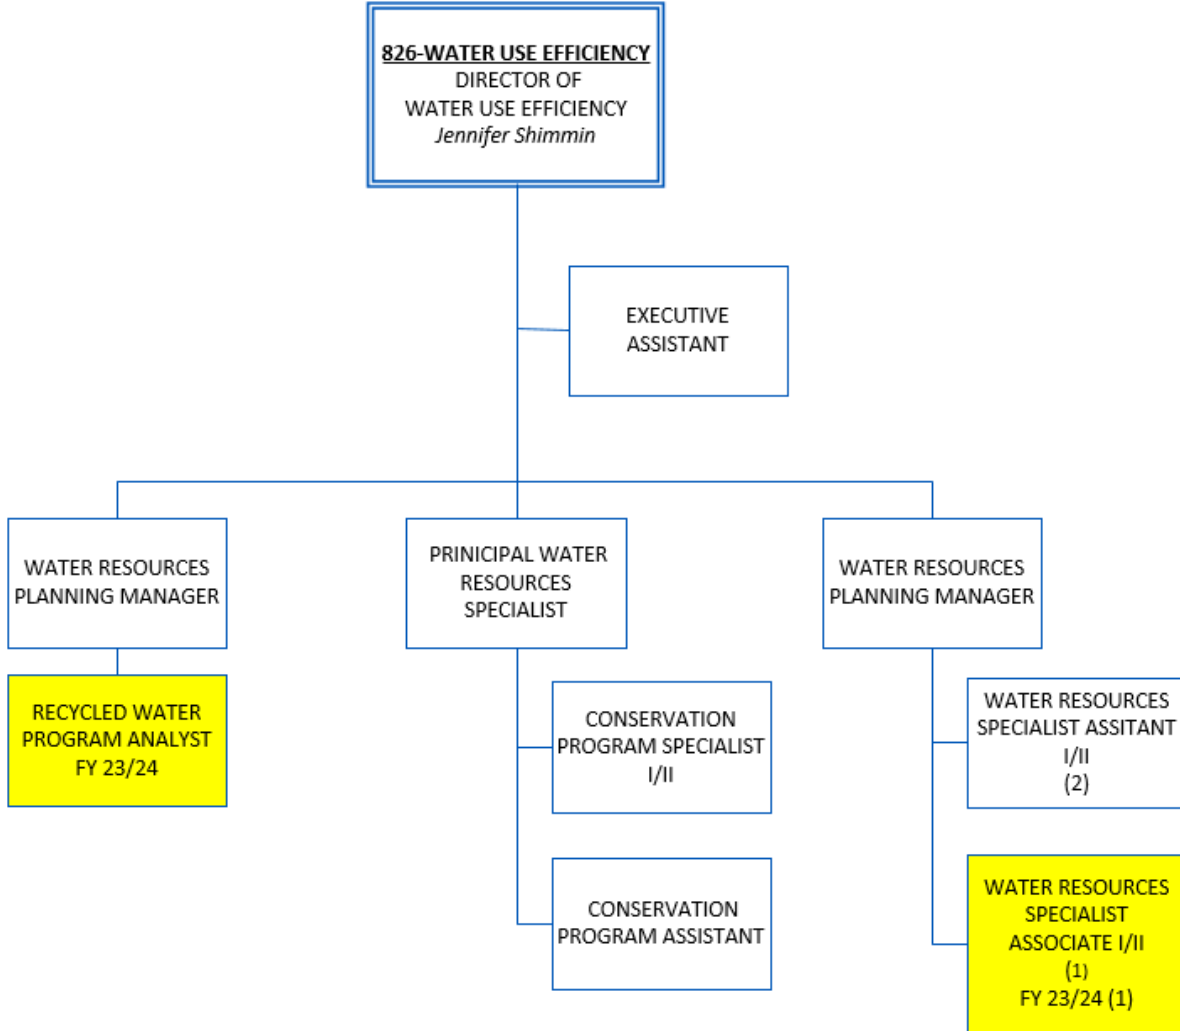 826-WATER USE EFFICIENCY
DIRECTOR OF
WATER USE EFFICIENCY
Jennifer Shimmin
EXECUTIVE
ASSISTANT
WATER RESOURCES
PLANNING MANAGER
PRINICIPAL WATER
RESOURCES
SPECIALIST
WATER RESOURCES
PLANNING MANAGER
RECYCLED WATER
PROGRAM ANALYST
FY 23/24
CONSERVATION
PROGRAM SPECIALIST
I/II
WATER RESOURCES
SPECIALIST ASSITANT
I/II
(2)
CONSERVATION
PROGRAM ASSISTANT
WATER RESOURCES
SPECIALIST
ASSOCIATE I/II
(1)
FY 23/24 (1)